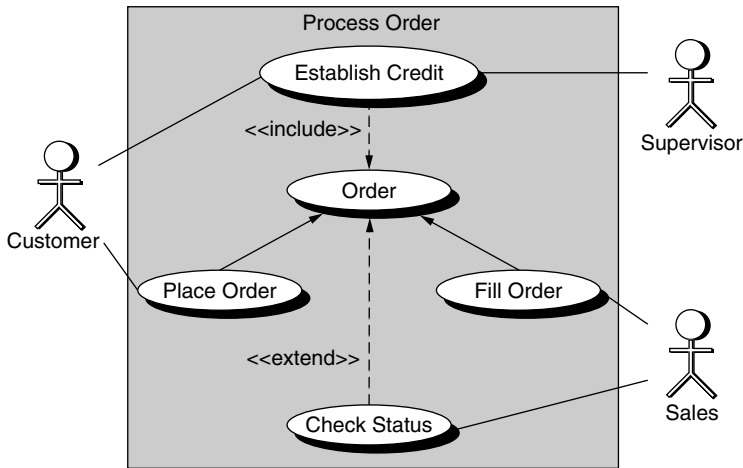 Process Order
Establish Credit
<<include>>
Supervisor
Order
Customer
Place Order
Fill Order
<<extend>>
Check Status
Sales